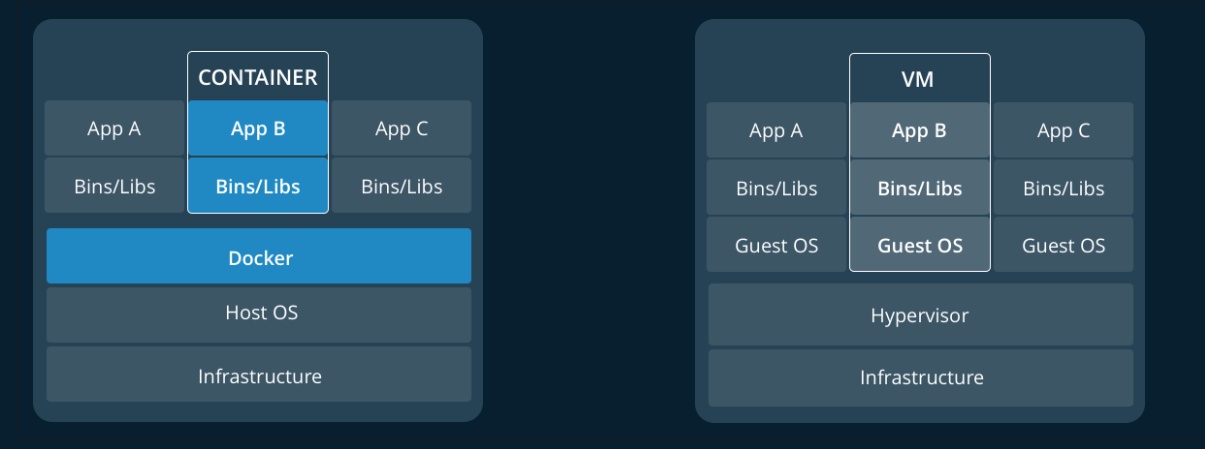 CONTAINER
App A
App B
App C
Bins/Libs
Bins/Libs
Bins/Libs
Docker
Host OS
Infrastructure
VM
App A
App B
App C
Bins/Libs
Bins/Libs
Bins/Libs
Guest OS
Guest OS
Guest OS
Hypervisor
Infrastructure